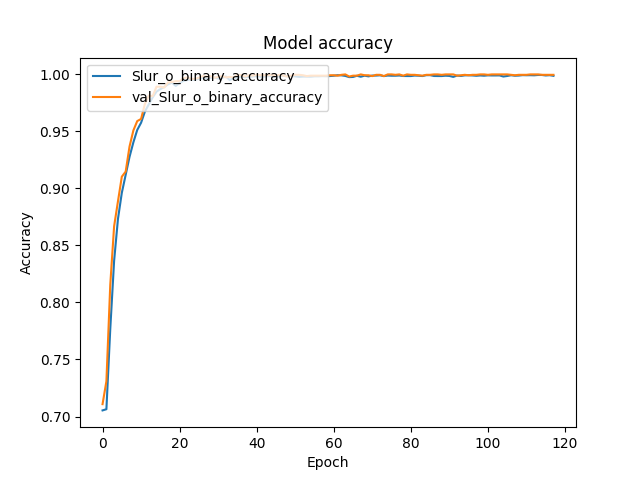 Model accuracy
Accuracy
1.00
0.95
0.90
0.85
0.80
0.75
0.70
Slur_o_binary_accuracy
val_Slur_o_binary_accuracy
0 20 40 60 80 100 120
Epoch